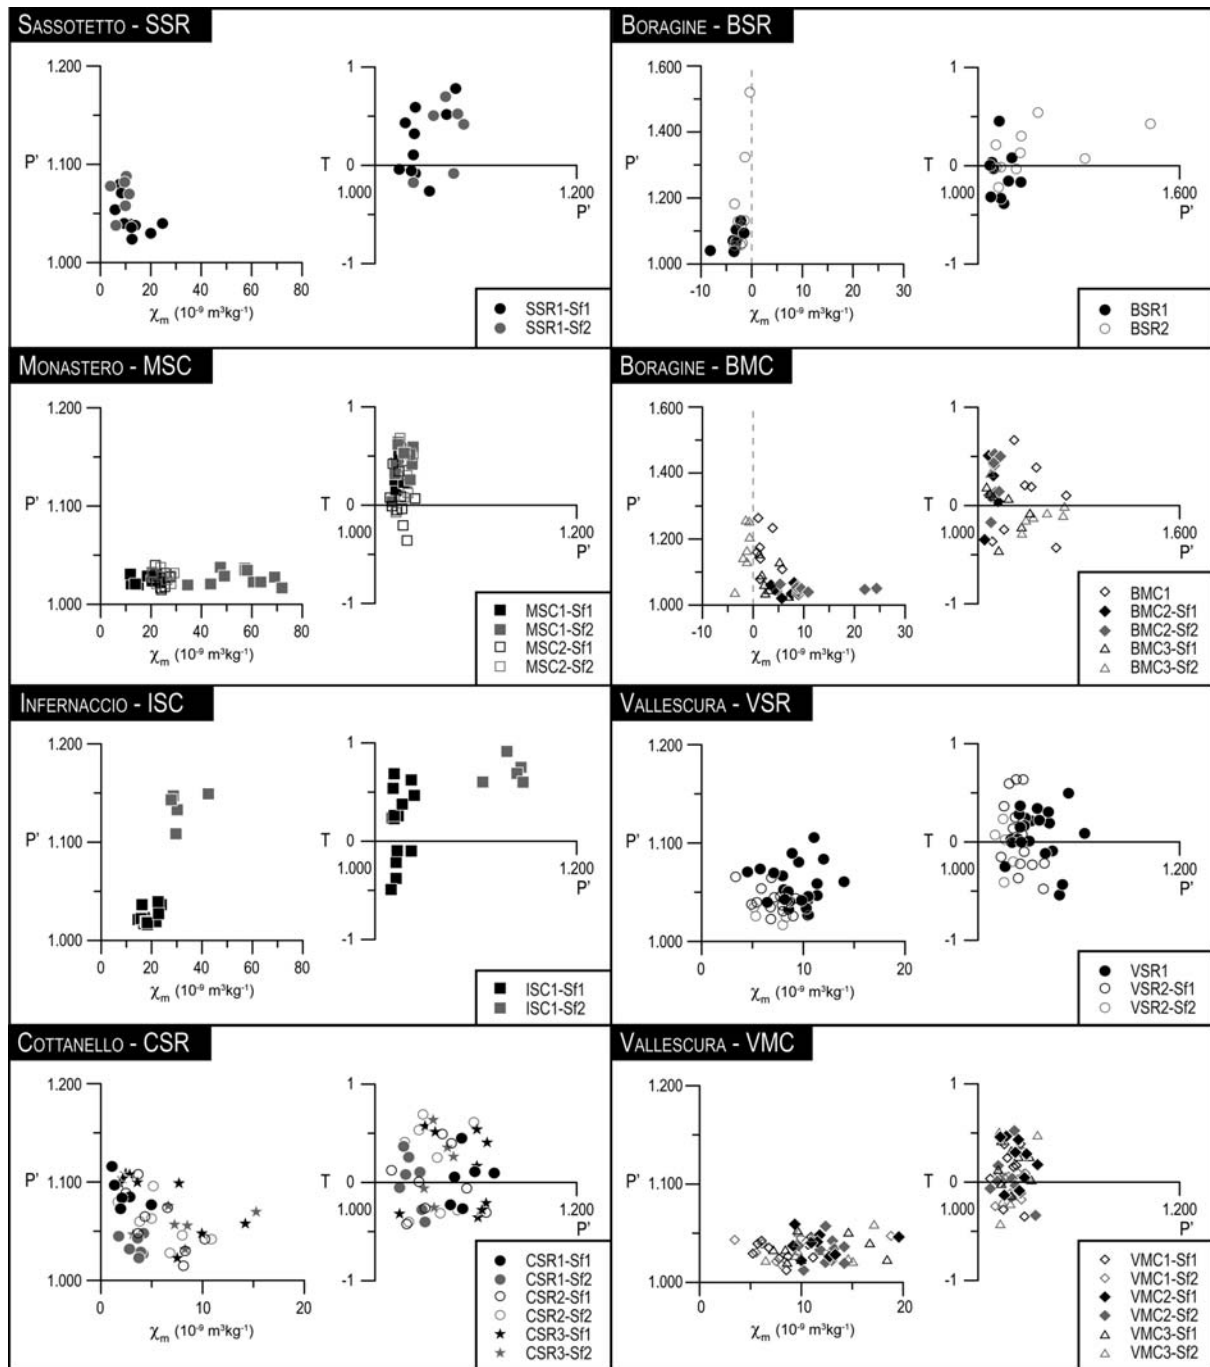 SASSOTETTO - SSR
1.200
P'
1.100
1.000
0
20
40
60
80
χm (10-9 m3kg-1)
1
T
0
1.000
1.200
P'
-1
SSR1-Sf1
SSR1-Sf2
BORAGINE - BSR
1.600
1.500
1.400
P'
1.300
1.200
1.100
1.000
-10
0
10
20
30
χm (10-9 m3kg-1)
1
T
0
1.000
1.600
P'
-1
BSR1
BSR2
MONASTERO - MSC
1.200
P'
1.100
1.000
0
20
40
60
80
χm (10-9 m3kg-1)
1
T
0
1.000
1.200
P'
-1
MSC1-Sf1
MSC1-Sf2
MSC2-Sf1
MSC2-Sf2
BORAGINE - BMC
1.600
1.500
1.400
P'
1.300
1.200
1.100
1.000
-10
0
10
20
30
χm (10-9 m3kg-1)
1
T
0
1.000
1.600
P'
-1
BMC1
BMC2-Sf1
BMC2-Sf2
BMC3-Sf1
BMC3-Sf2
INFERNACCIO - ISC
1.200
P'
1.100
1.000
0
20
40
60
80
χm (10-9 m3kg-1)
1
T
0
1.000
1.200
P'
-1
ISC1-Sf1
ISC1-Sf2
VALLESCURA - VSR
1.200
P'
1.100
1.000
0
10
20
χm (10-9 m3kg-1)
1
T
0
1.000
1.200
P'
-1
VSR1
VSR2-Sf1
VSR2-Sf2
COTTANELLO - CSR
1.200
P'
1.100
1.000
0
10
20
χm (10-9 m3kg-1)
1
T
0
1.000
1.200
P'
-1
CSR1-Sf1
CSR1-Sf2
CSR2-Sf1
CSR2-Sf2
CSR3-Sf1
CSR3-Sf2
VALLESCURA - VMC
1.200
P'
1.100
1.000
0
10
20
χm (10-9 m3kg-1)
1
T
0
1.000
1.200
P'
-1
VMC1-Sf1
VMC1-Sf2
VMC2-Sf1
VMC2-Sf2
VMC3-Sf1
VMC3-Sf2